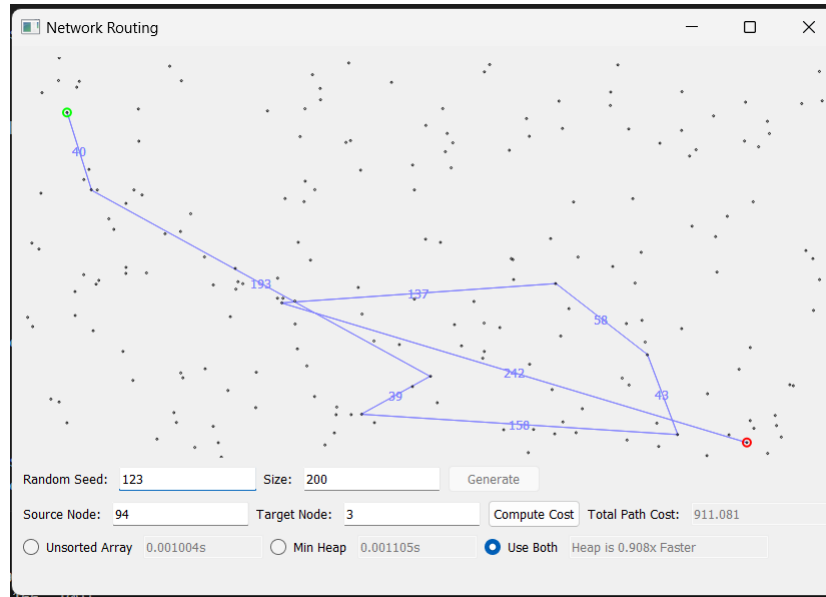 Network Routing
40
193
137
58
242
39
43
158
Random Seed: 123 Size: 200 Generate
Source Node: 94 Target Node: 3 Compute Cost Total Path Cost: 911.081
Unsorted Array 0.001004s Min Heap 0.001105s Use Both Heap is 0.908x Faster